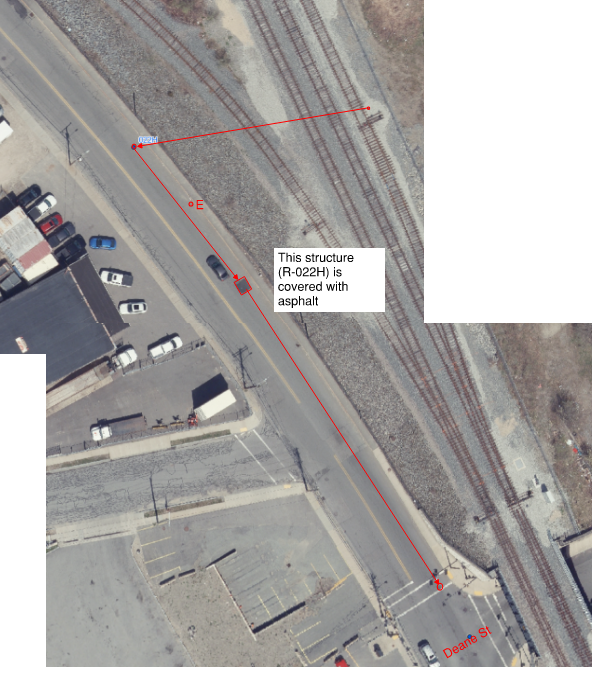 022H
E
This structure
(R-022H) is
covered with
asphalt
Deane St